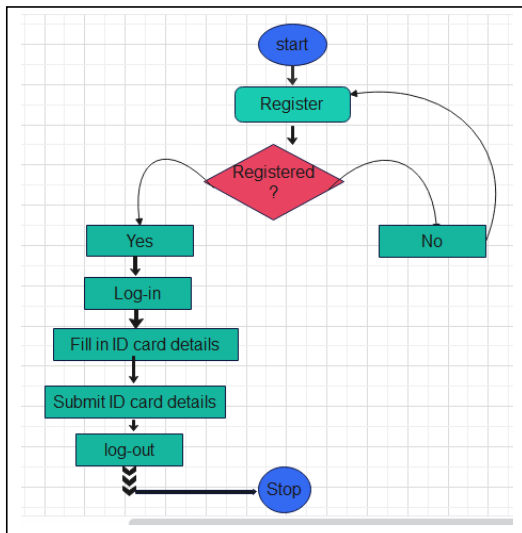 start
Register
Registered
?
Yes
No
Log-in
Fill in ID card details
Submit ID card details
log-out
Stop